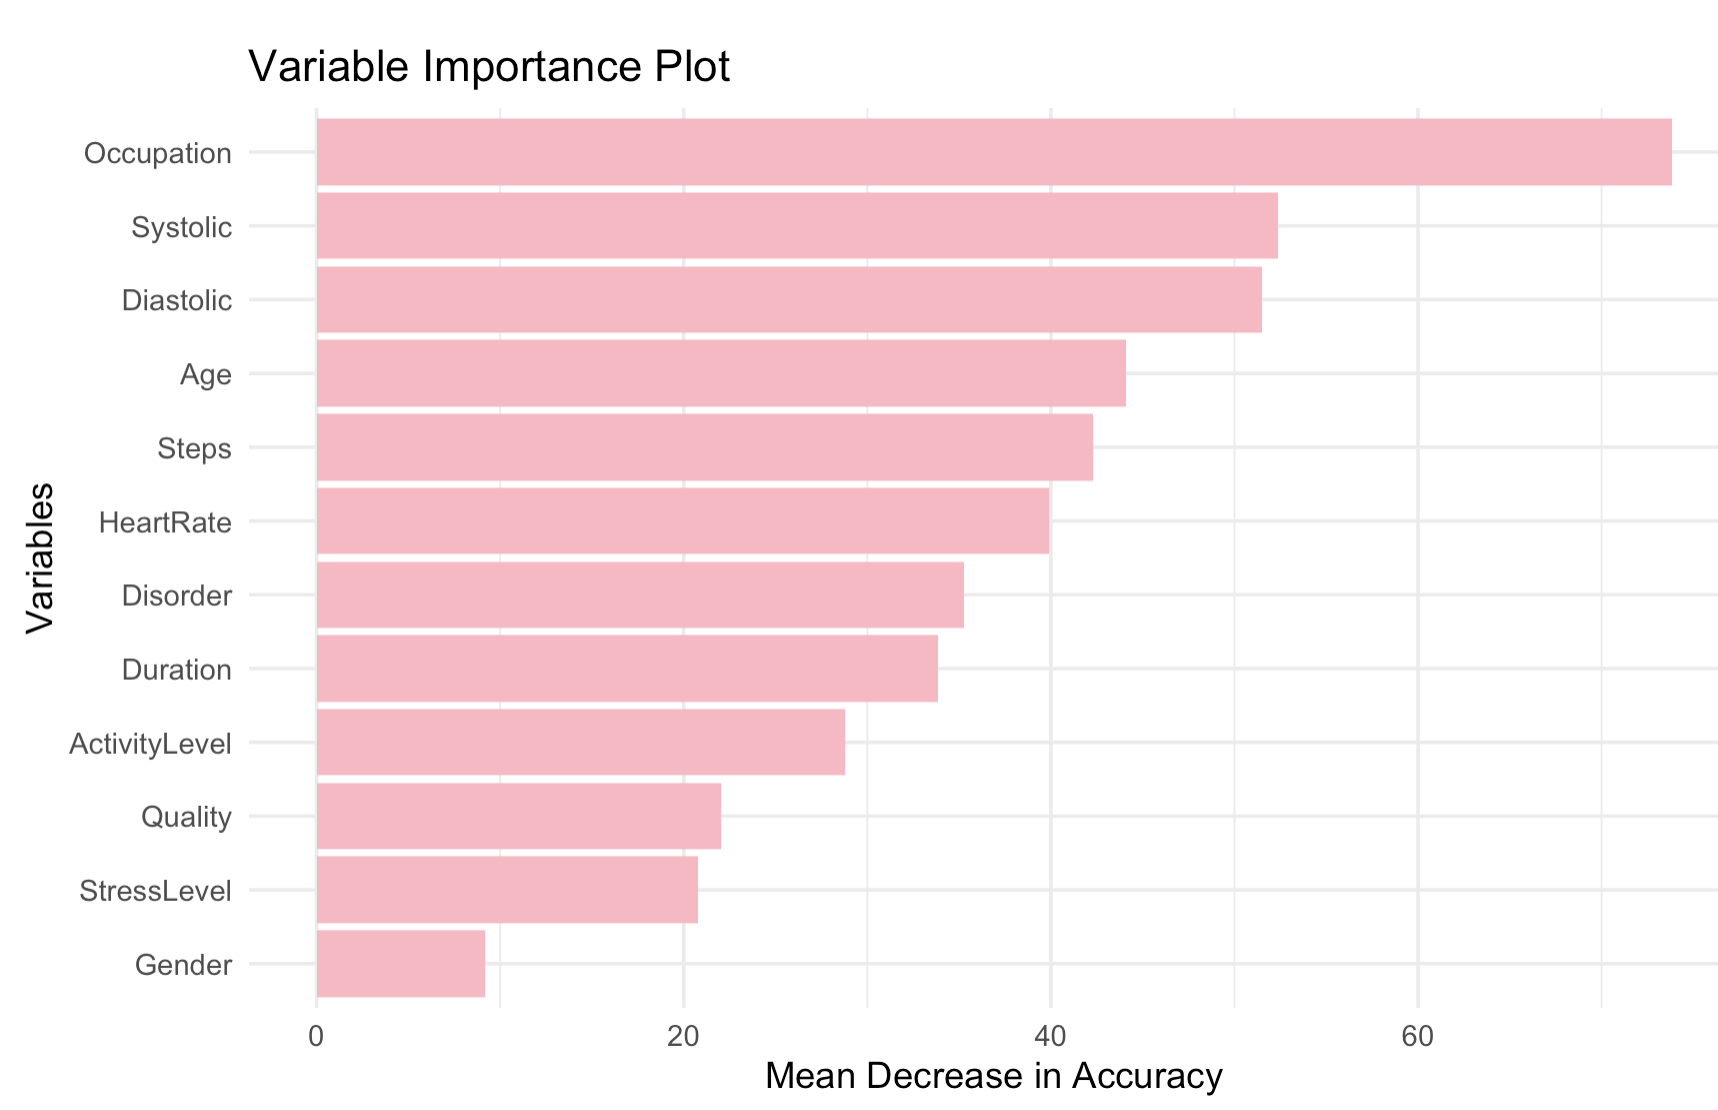 Variable Importance Plot
Variables
Occupation
Systolic
Diastolic
Age
Steps
HeartRate
Disorder
Duration
ActivityLevel
Quality
StressLevel
Gender
0 20 40 60
Mean Decrease in Accuracy